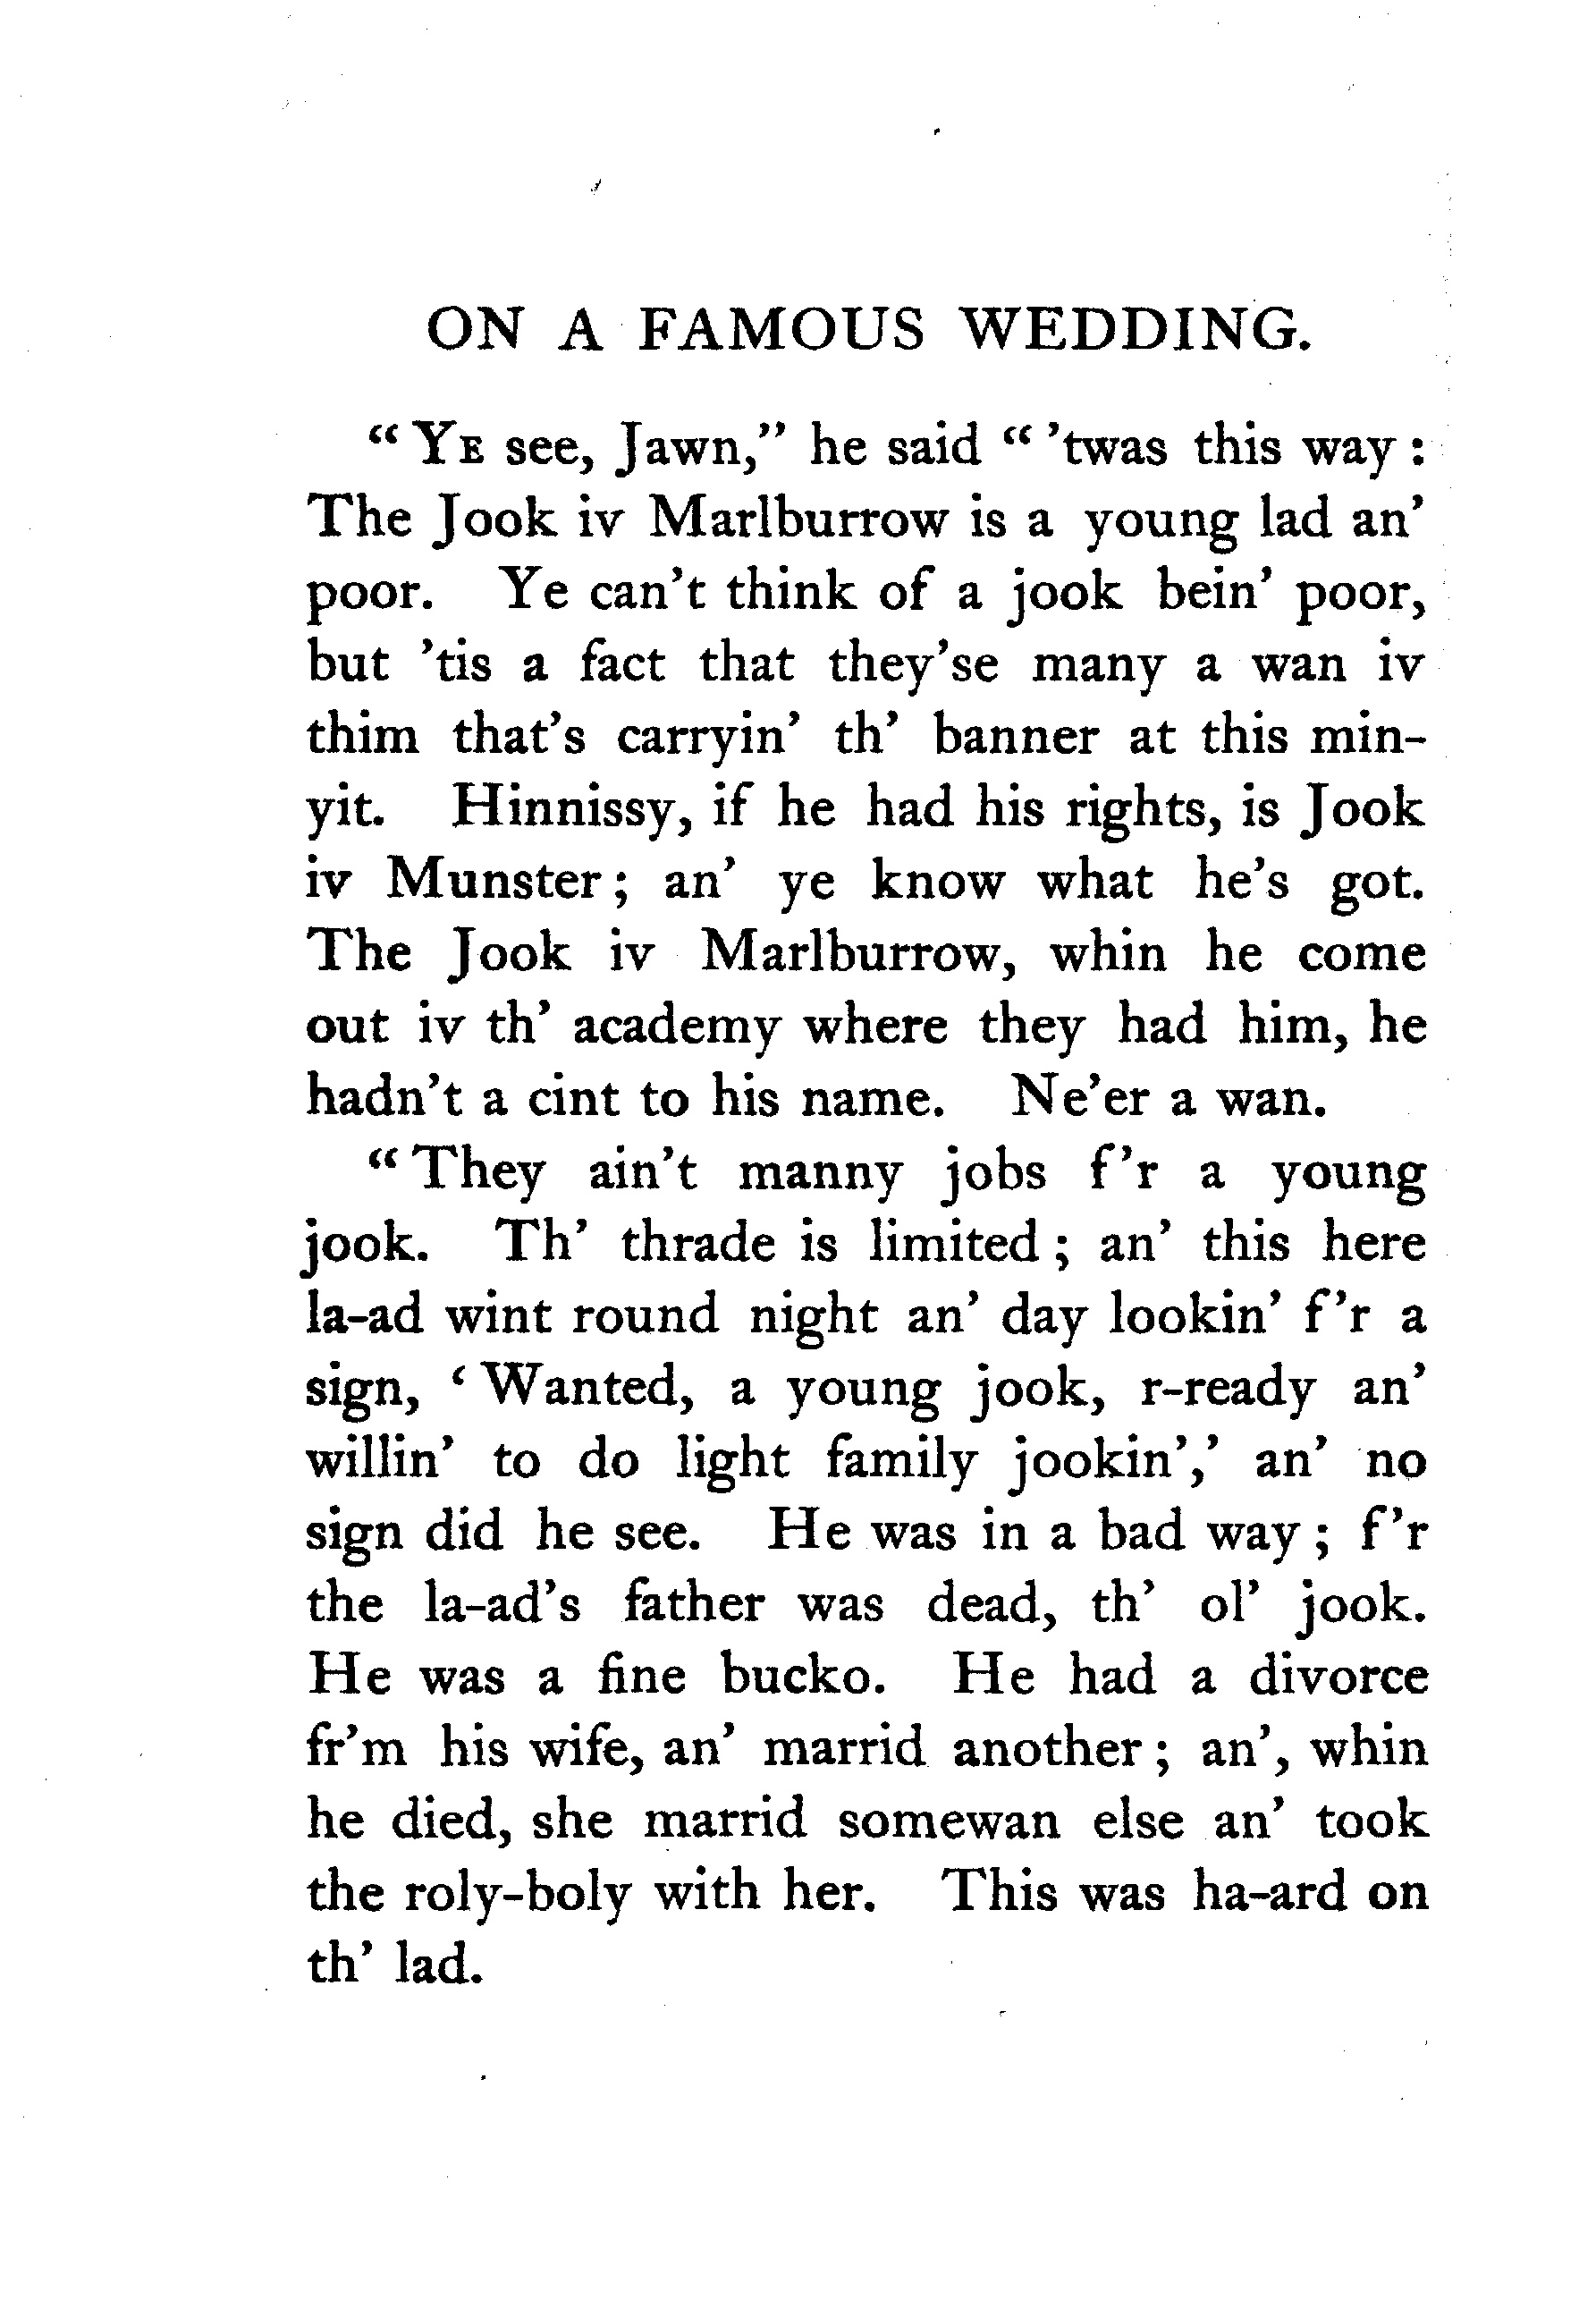 ON A FAMOUS WEDDING.
“ YE see, Jawn,” he said “ ’twas this way :
The Jook iv Marlburrow is a young lad an’
poor. Ye can’t think of a jook bein’ poor,
but ’tis a fact that they’se many a wan iv
thim that’s carryin’ th’ banner at this min-
yit. Hinnissy, if he had his rights, is Jook
iv Munster ; an’ ye know what he’s got.
The Jook iv Marlburrow, whin he come
out iv th’ academy where they had him, he
hadn’t a cint to his name. Ne’er a wan.
“ They ain’t manny jobs f’r a young
jook. Th’ thrade is limited ; an’ this here
la-ad wint round night an’ day lookin’ f’r a
sign, ‘ Wanted, a young jook, r-ready an’
willin’ to do light family jookin’,’ an’ no
sign did he see. He was in a bad way ; f’r
the la-ad’s father was dead, th’ ol’ jook.
He was a fine bucko. He had a divorce
fr’m his wife, an’ marrid another ; an’, whin
he died, she marrid somewan else an’ took
the roly-boly with her. This was ha-ard on
th’ lad.